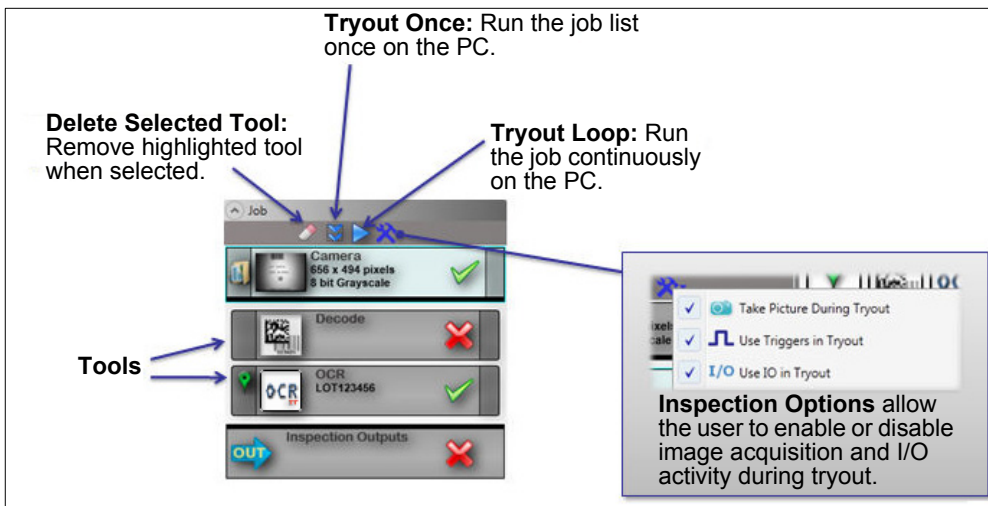 Tryout Once: Run the job list
once on the PC.
Delete Selected Tool:
Remove highlighted tool
when selected.
Tryout Loop: Run
the job continuously
on the PC.
Job
Camera
656 x 494 pixels
8 bit Grayscale
Decode
Tools
OCR
LOT123456
OCR
Inspection Outputs
OUT
Take Picture During Tryout
Use Triggers in Tryout
I/O Use IO in Tryout
Inspection Options allow
the user to enable or disable
image acquisition and I/O
activity during tryout.